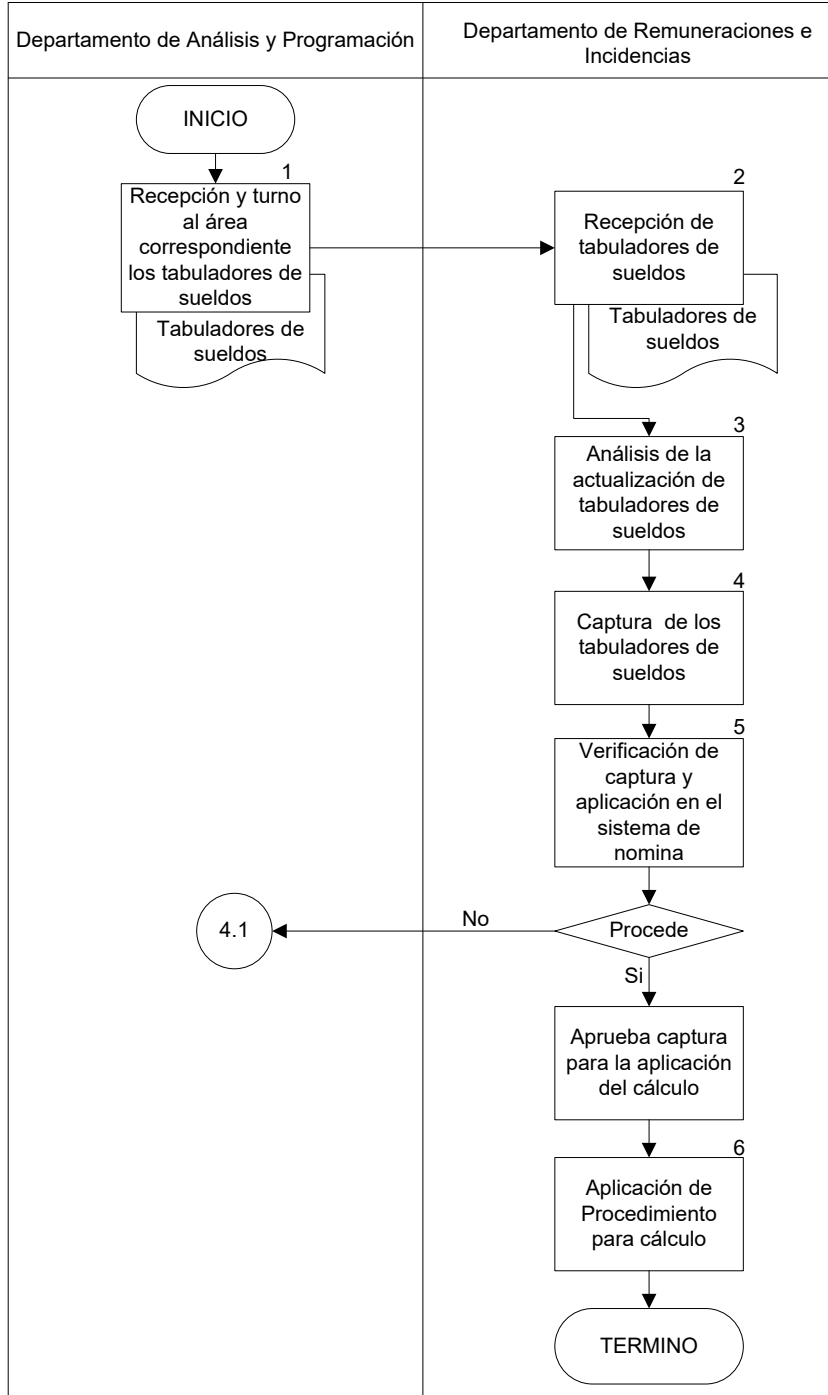 Departamento de Análisis y Programación
Departamento de Remuneraciones e
Incidencias
INICIO
1
Recepción y turno
al área
correspondiente
los tabuladores de
sueldos
Tabuladores de
sueldos
2
Recepción de
tabuladores de
sueldos
Tabuladores de
sueldos
3
Análisis de la
actualización de
tabuladores de
sueldos
4
Captura de los
tabuladores de
sueldos
5
Verificación de
captura y
aplicación en el
sistema de
nomina
Procede
No
4.1
Si
Aprueba captura
para la aplicación
del cálculo
6
Aplicación de
Procedimiento
para cálculo
TERMINO